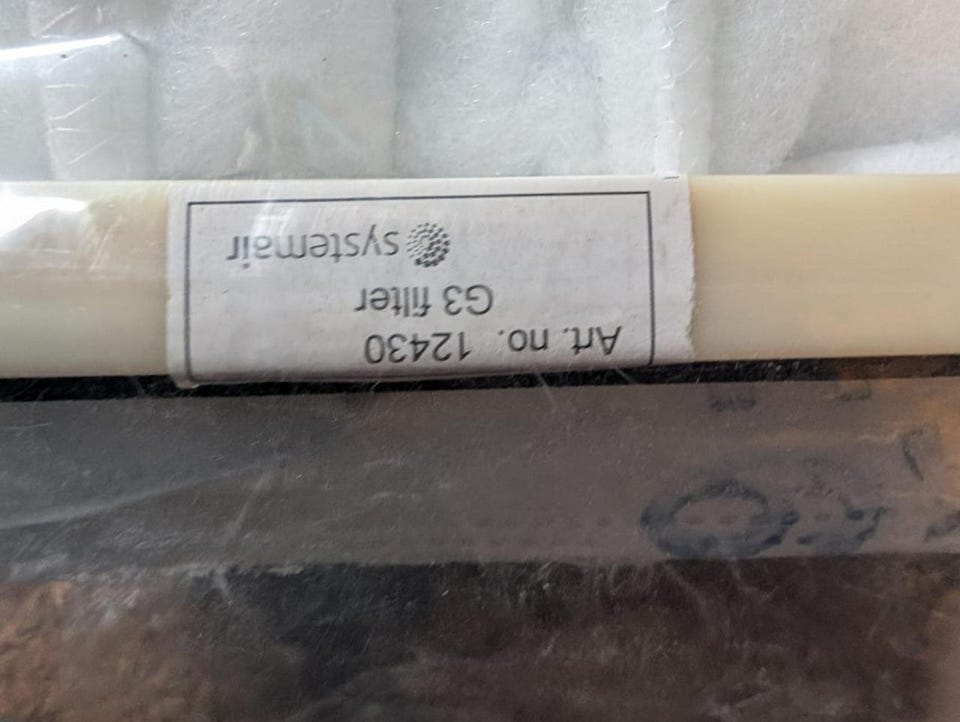 Art. no. 12430
G3 filter
systemair